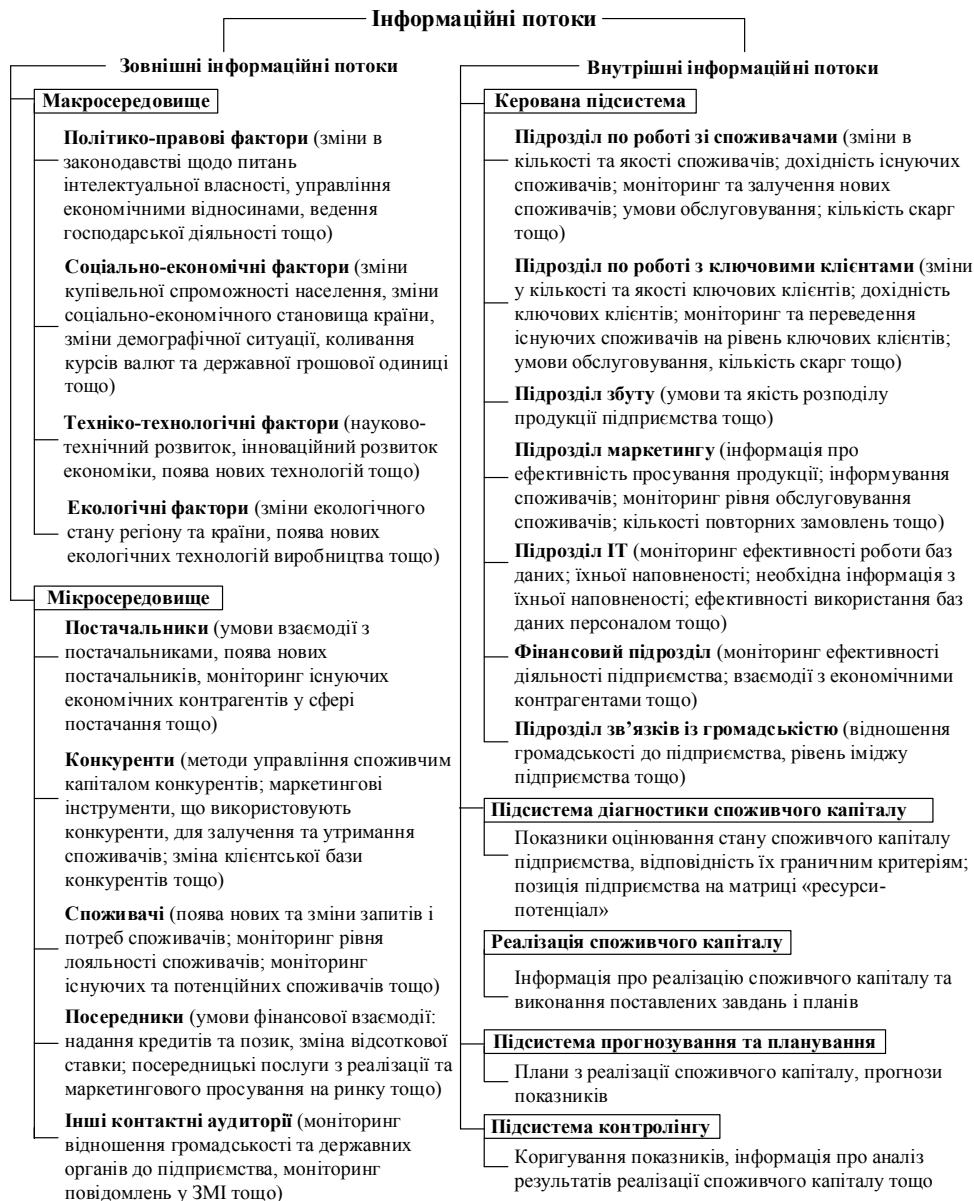 Інформаційні потоки
Зовнішні інформаційні потоки
Макросередовище
Політико-правові фактори (зміни в
законодавстві щодо питань
інтелектуальної власності, управління
економічними відносинами, ведення
господарської діяльності тощо)
Соціально-економічні фактори (зміни
купівельної спроможності населення, зміни
соціально-економічного становища країни,
зміни демографічної ситуації, коливання
курсів валют та державної грошової одиниці
тощо)
Техніко-технологічні фактори (науково-
технічний розвиток, інноваційний розвиток
економіки, поява нових технологій тощо)
Екологічні фактори (зміни екологічного
стану регіону та країни, поява нових
екологічних технологій виробництва тощо)
Мікросередовище
Постачальники (умови взаємодії з
постачальниками, поява нових
постачальників, моніторинг існуючих
економічних контрагентів у сфері
постачання тощо)
Конкуренти (методи управління споживчим
капіталом конкурентів; маркетингові
інструменти, що використовують
конкуренти, для залучення та утримання
споживачів; зміна клієнтської бази
конкурентів тощо)
Споживачі (поява нових та зміни запитів і
потреб споживачів; моніторинг рівня
лояльності споживачів; моніторинг
існуючих та потенційних споживачів тощо)
Посередники (умови фінансової взаємодії:
надання кредитів та позик, зміна відсоткової
ставки; посередницькі послуги з реалізації та
маркетингового просування на ринку тощо)
Інші контактні аудиторії (моніторинг
відношення громадськості та державних
органів до підприємства, моніторинг
повідомлень у ЗМІ тощо)
Внутрішні інформаційні потоки
Керована підсистема
Підрозділ по роботі зі споживачами (зміни в
кількості та якості споживачів; дохідність існуючих
споживачів; моніторинг та залучення нових
споживачів; умови обслуговування; кількість скарг
тощо)
Підрозділ по роботі з ключовими клієнтами (зміни
у кількості та якості ключових клієнтів; дохідність
ключових клієнтів; моніторинг та переведення
існуючих споживачів на рівень ключових клієнтів;
умови обслуговування, кількість скарг тощо)
Підрозділ збуту (умови та якість розподілу
продукції підприємства тощо)
Підрозділ маркетингу (інформація про
ефективність просування продукції; інформування
споживачів; моніторинг рівня обслуговування
споживачів; кількості повторних замовлень тощо)
Підрозділ ІТ (моніторинг ефективності роботи баз
даних; їхньої наповненості; необхідна інформація з
їхньої наповненості; ефективності використання баз
даних персоналом тощо)
Фінансовий підрозділ (моніторинг ефективності
діяльності підприємства; взаємодії з економічними
контрагентами тощо)
Підрозділ зв’язків із громадськістю (відношення
громадськості до підприємства, рівень іміджу
підприємства тощо)
Підсистема діагностики споживчого капіталу
Показники оцінювання стану споживчого капіталу
підприємства, відповідність їх граничним критеріям;
позиція підприємства на матриці «ресурси-
потенціал»
Реалізація споживчого капіталу
Інформація про реалізацію споживчого капіталу та
виконання поставлених завдань і планів
Підсистема прогнозування та планування
Плани з реалізації споживчого капіталу, прогнози
показників
Підсистема контролінгу
Коригування показників, інформація про аналіз
результатів реалізації споживчого капіталу тощо